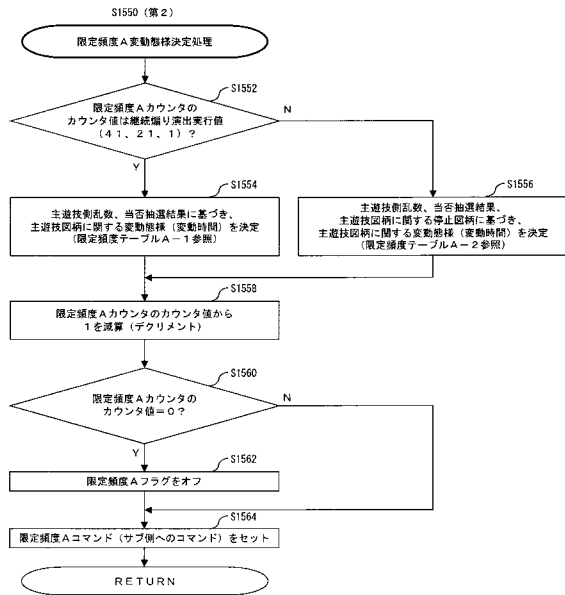 S1550（第２）
限定頻度Ａ変動態様決定処理
S1552
限定頻度Ａカウンタの
カウンタ値は継続煽り演出実行値
（４１、２１、１）？
N
Y
S1554
主遊技側乱数、当否抽選結果に基づき、
主遊技図柄に関する変動態様（変動時間）を決定
（限定頻度テーブルＡ－１参照）
S1556
主遊技側乱数、当否抽選結果、
主遊技図柄に関する停止図柄に基づき、
主遊技図柄に関する変動態様（変動時間）を決定
（限定頻度テーブルＡ－２参照）
S1558
限定頻度Ａカウンタのカウンタ値から
１を減算（デクリメント）
S1560
限定頻度Ａカウンタの
カウンタ値＝０？
N
Y
S1562
限定頻度Ａフラグをオフ
S1564
限定頻度Ａコマンド（サブ側へのコマンド）をセット
ＲＥＴＵＲＮ